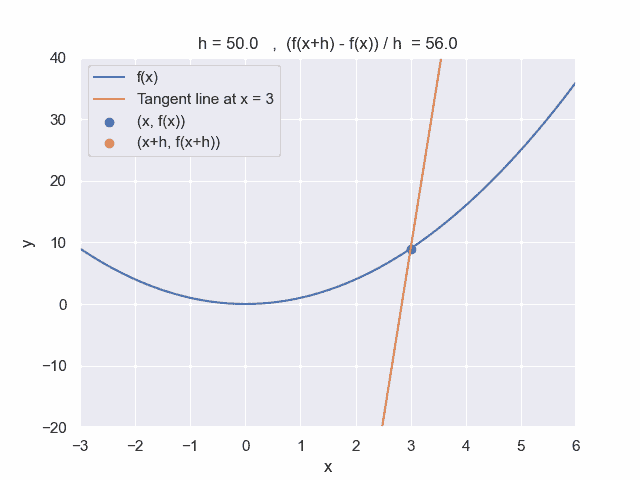 h = 50.0 , (f(x+h) - f(x)) / h = 56.0
f(x)
Tangent line at x = 3
(x, f(x))
(x+h, f(x+h))
40
30
20
10
0
−10
−20
y
−3 −2 −1 0 1 2 3 4 5 6
x